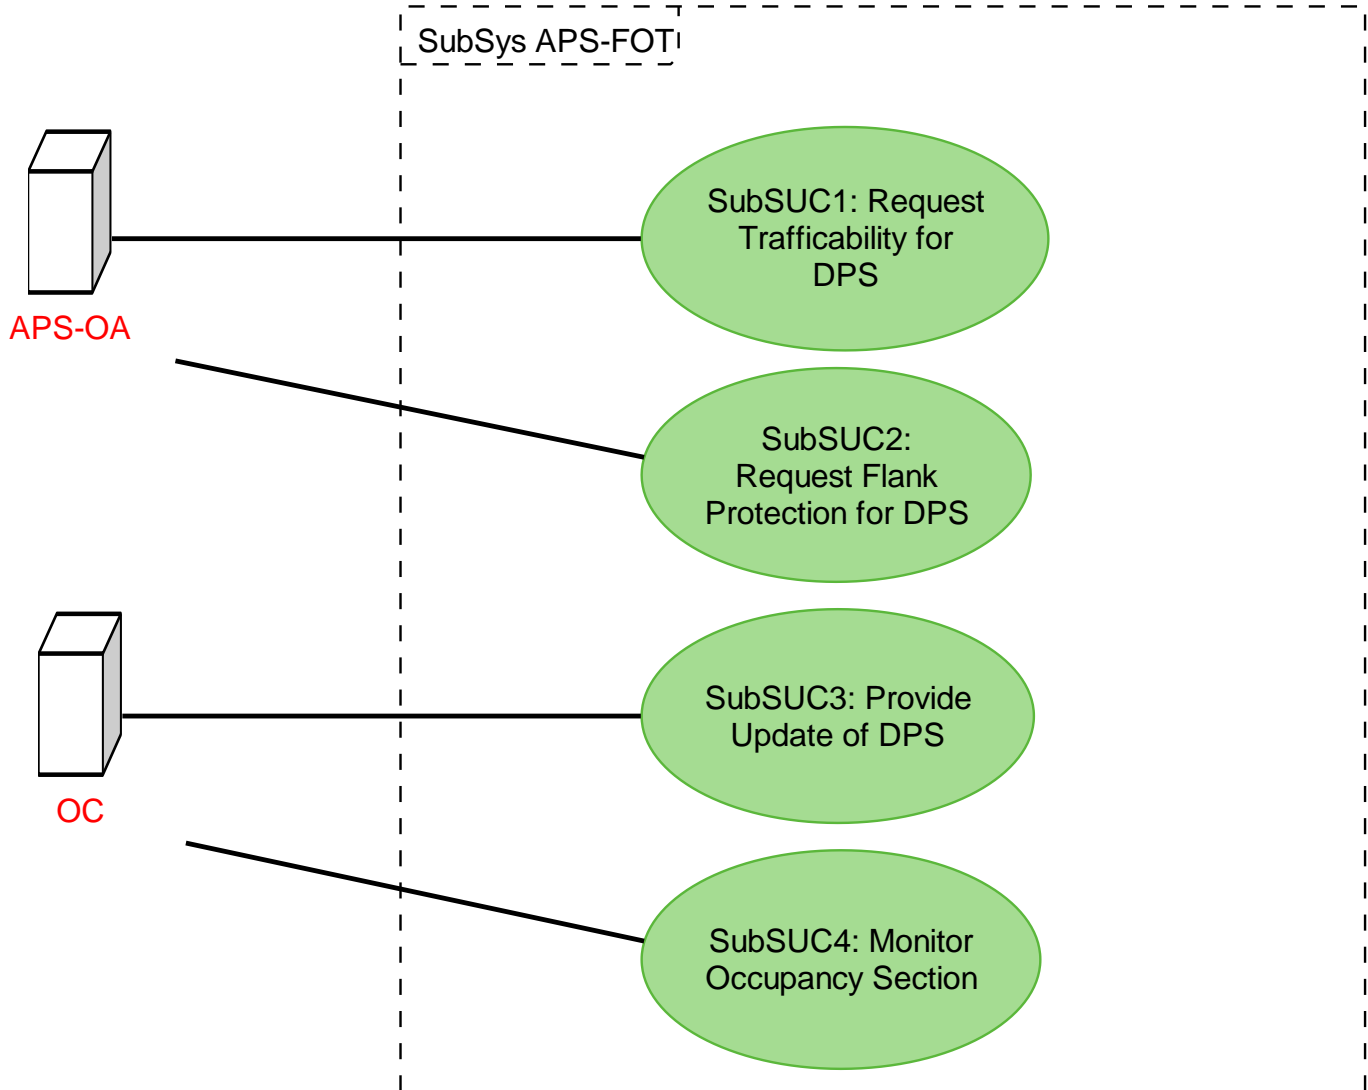 SubSys APS-FOT
SubSUC1: Request
Trafficability for
DPS
APS-OA
SubSUC2:
Request Flank
Protection for DPS
SubSUC3: Provide
Update of DPS
OC
SubSUC4: Monitor
Occupancy Section